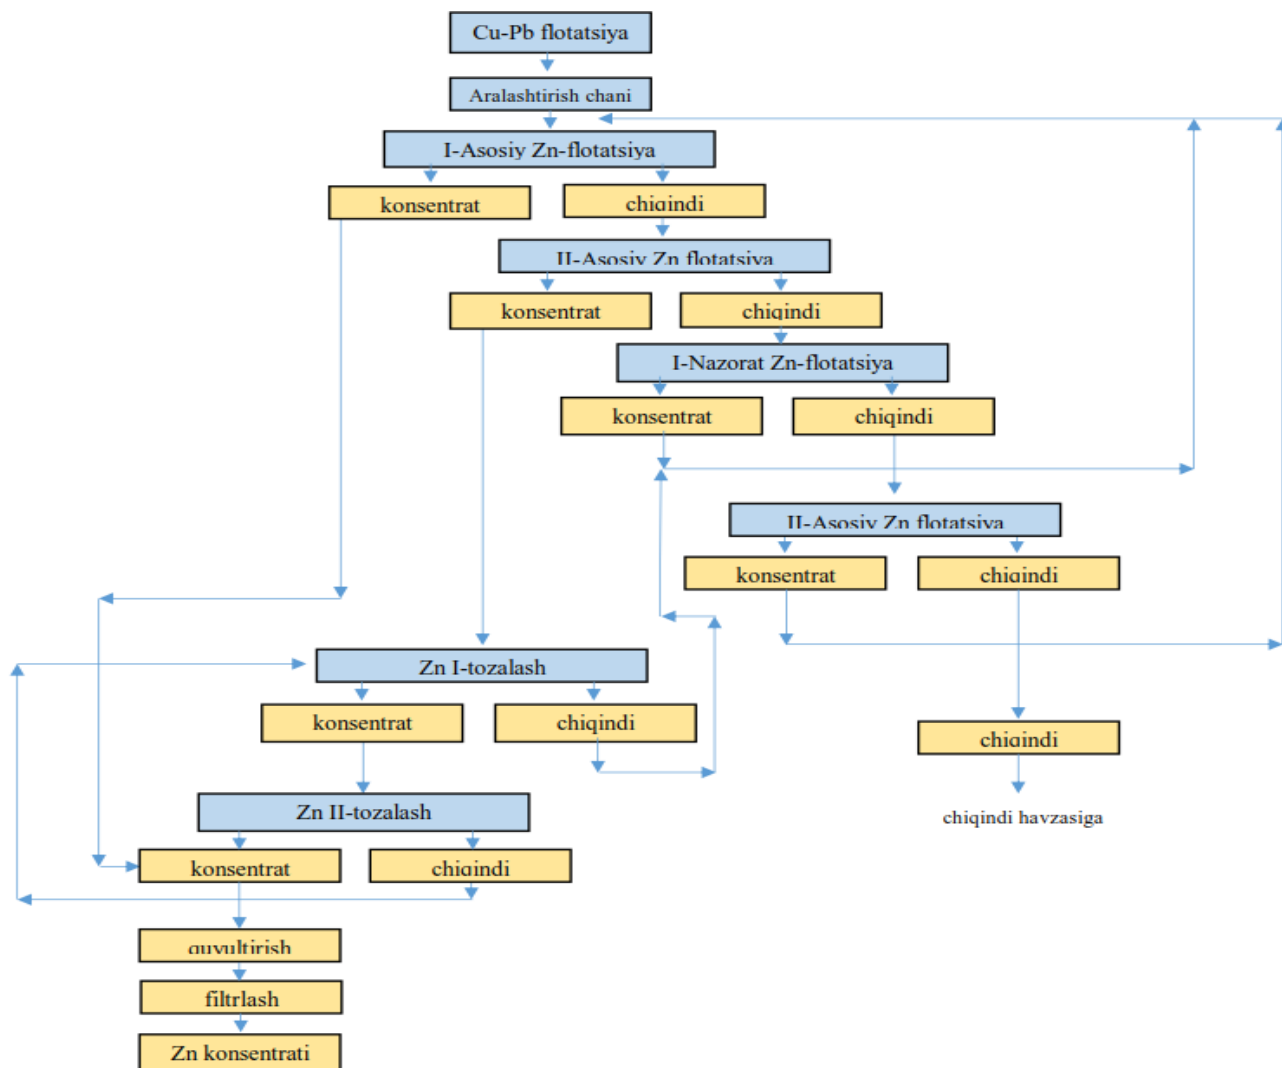 Cu-Pb flotatsiya
Aralashtirish chani
I-Asosiy Zn-flotatsiya
konsentrat
chiqindi
II-Asosiy Zn flotatsiya
konsentrat
chiqindi
I-Nazorat Zn-flotatsiya
konsentrat
chiqindi
II-Asosiy Zn flotatsiya
konsentrat
chiqindi
Zn I-tozalash
konsentrat
chiqindi
chiqindi
Zn II-tozalash
chiqindi havzasiga
konsentrat
chiqindi
quyultirish
filtrlash
Zn konsentrati